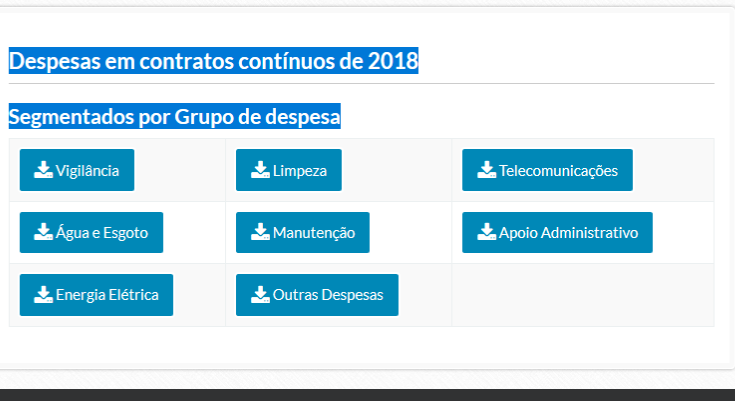 Despesas em contratos contínuos de 2018
Segmentados por Grupo de despesa
Vigilância
Limpeza
Telecomunicações
Água e Esgoto
Manutenção
Apoio Administrativo
Energia Elétrica
Outras Despesas